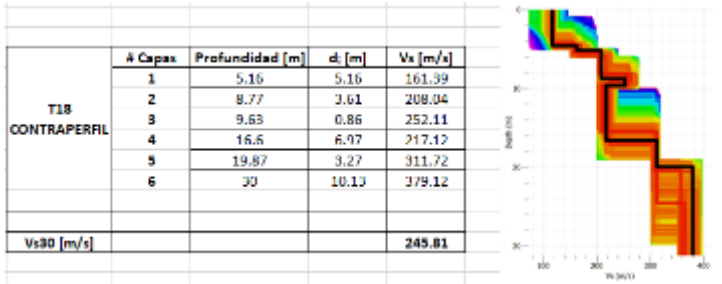 # Capas Profundidad [m] dᵢ [m] Vs [m/s]
T18 CONTRAPERFIL
1 5.16 5.16 161.39
2 8.77 3.61 208.04
3 9.63 0.86 252.11
4 16.6 6.97 217.12
5 19.87 3.27 311.72
6 30 10.13 379.12
Vs30 [m/s] 245.81
0
10
20
30
Depth (m)
100 200 300 400
Vs (m/s)